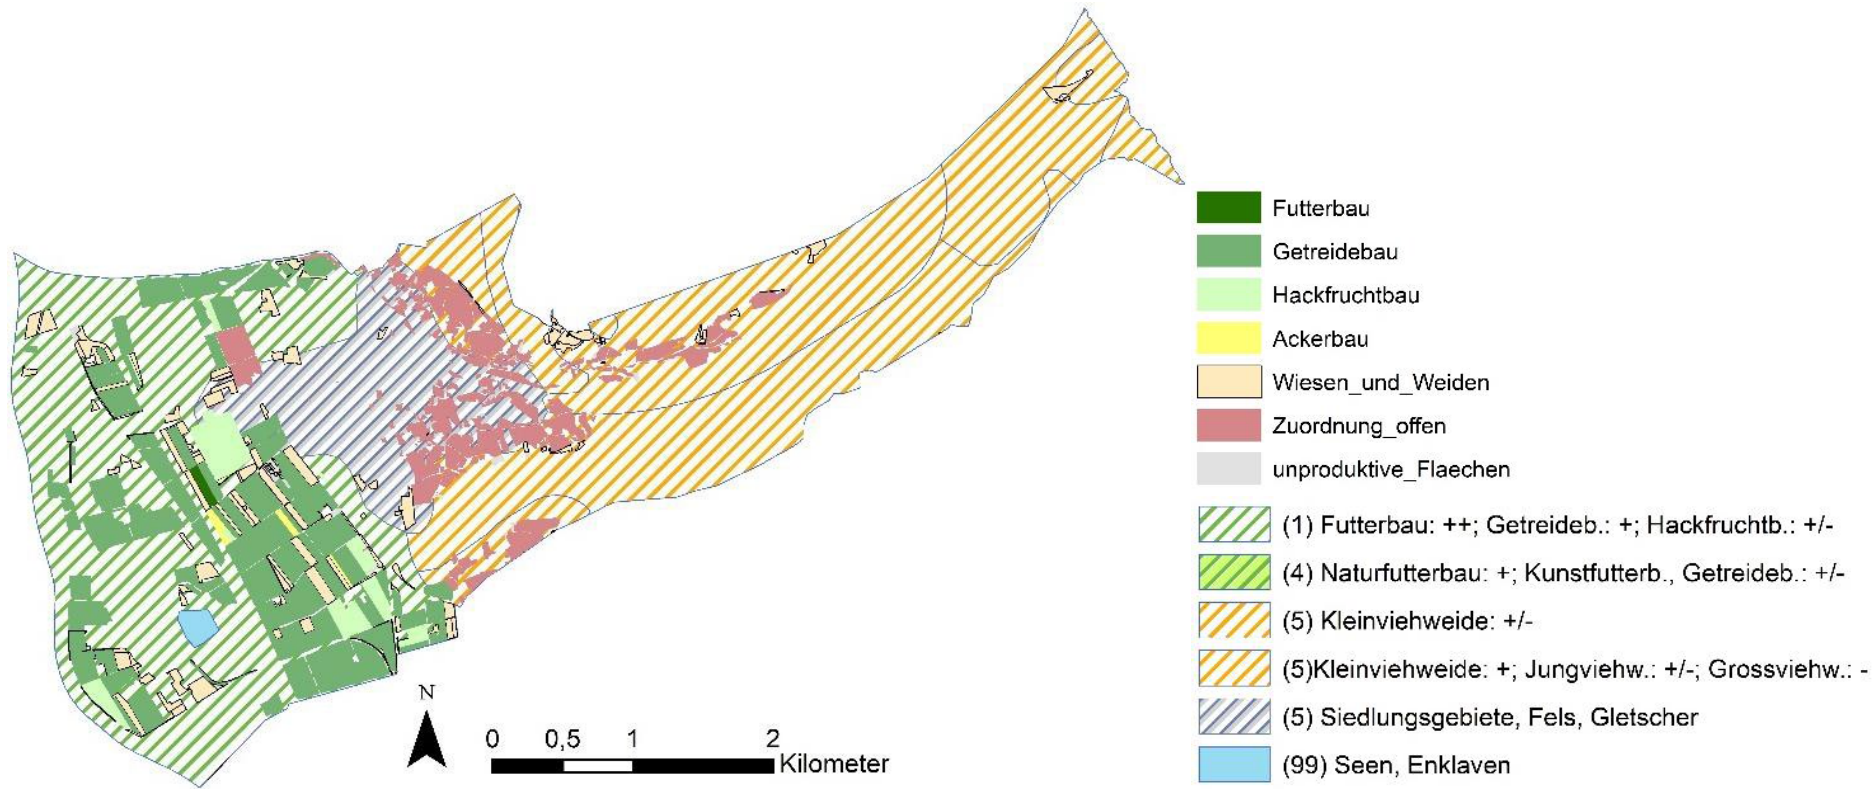 Futterbau
Getreidebau
Hackfruchtbau
Ackerbau
Wiesen_und_Weiden
Zuordnung_offen
unproduktive_Flaechen
(1) Futterbau: ++; Getreideb.: +; Hackfruchtb.: +/-
(4) Naturfutterbau: +; Kunstfutterb., Getreideb.: +/-
(5) Kleinviehweide: +/-
(5)Kleinviehweide: +; Jungviehw.: +/-; Grossviehw.: -
(5) Siedlungsgebiete, Fels, Gletscher
(99) Seen, Enklaven
N
0 0,5 1 2
Kilometer